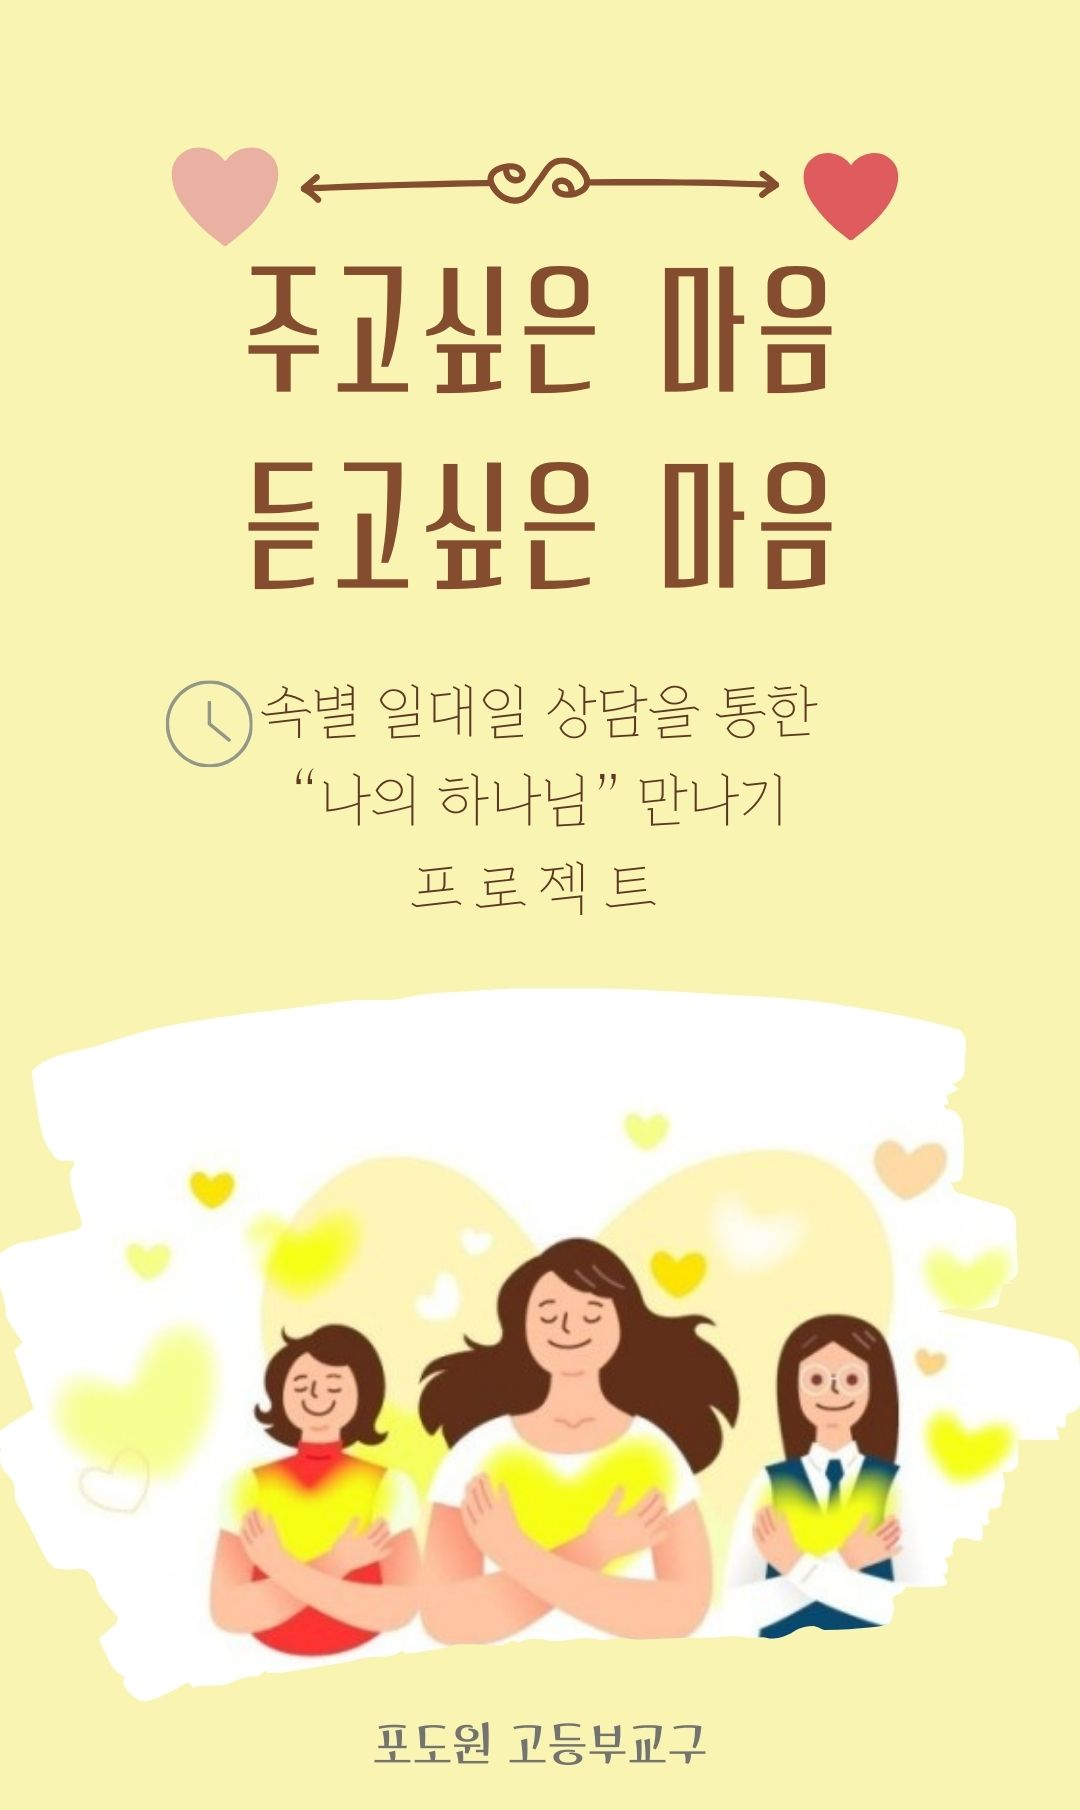 주고싶은 마음
듣고싶은 마음
속별 일대일 상담을 통한
“나의 하나님” 만나기
프로젝트
포도원 고등부교구